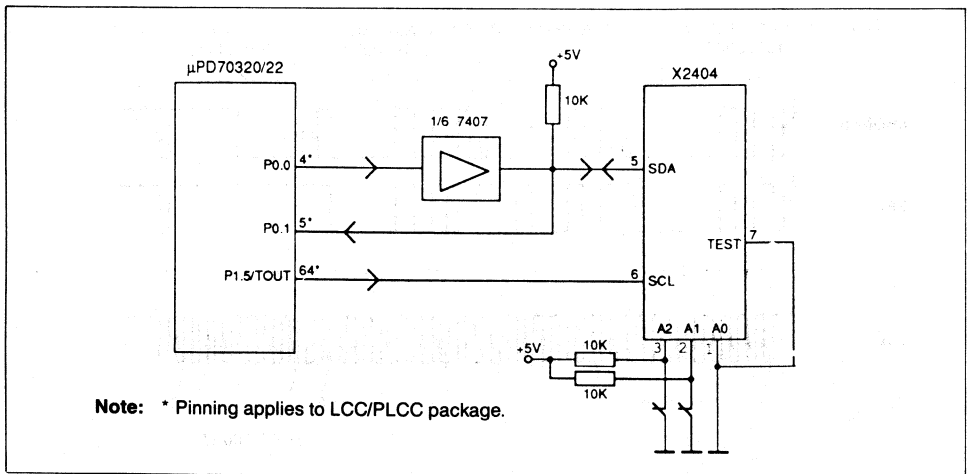 +5V
µPD70320/22
X2404
10K
1/6 7407
P0.0
4*
5
SDA
P0.1
5*
7
TEST
P1.5/TOUT
64*
6
SCL
A2 A1 A0
3 2 1
+5V
10K
10K
Note: * Pinning applies to LCC/PLCC package.